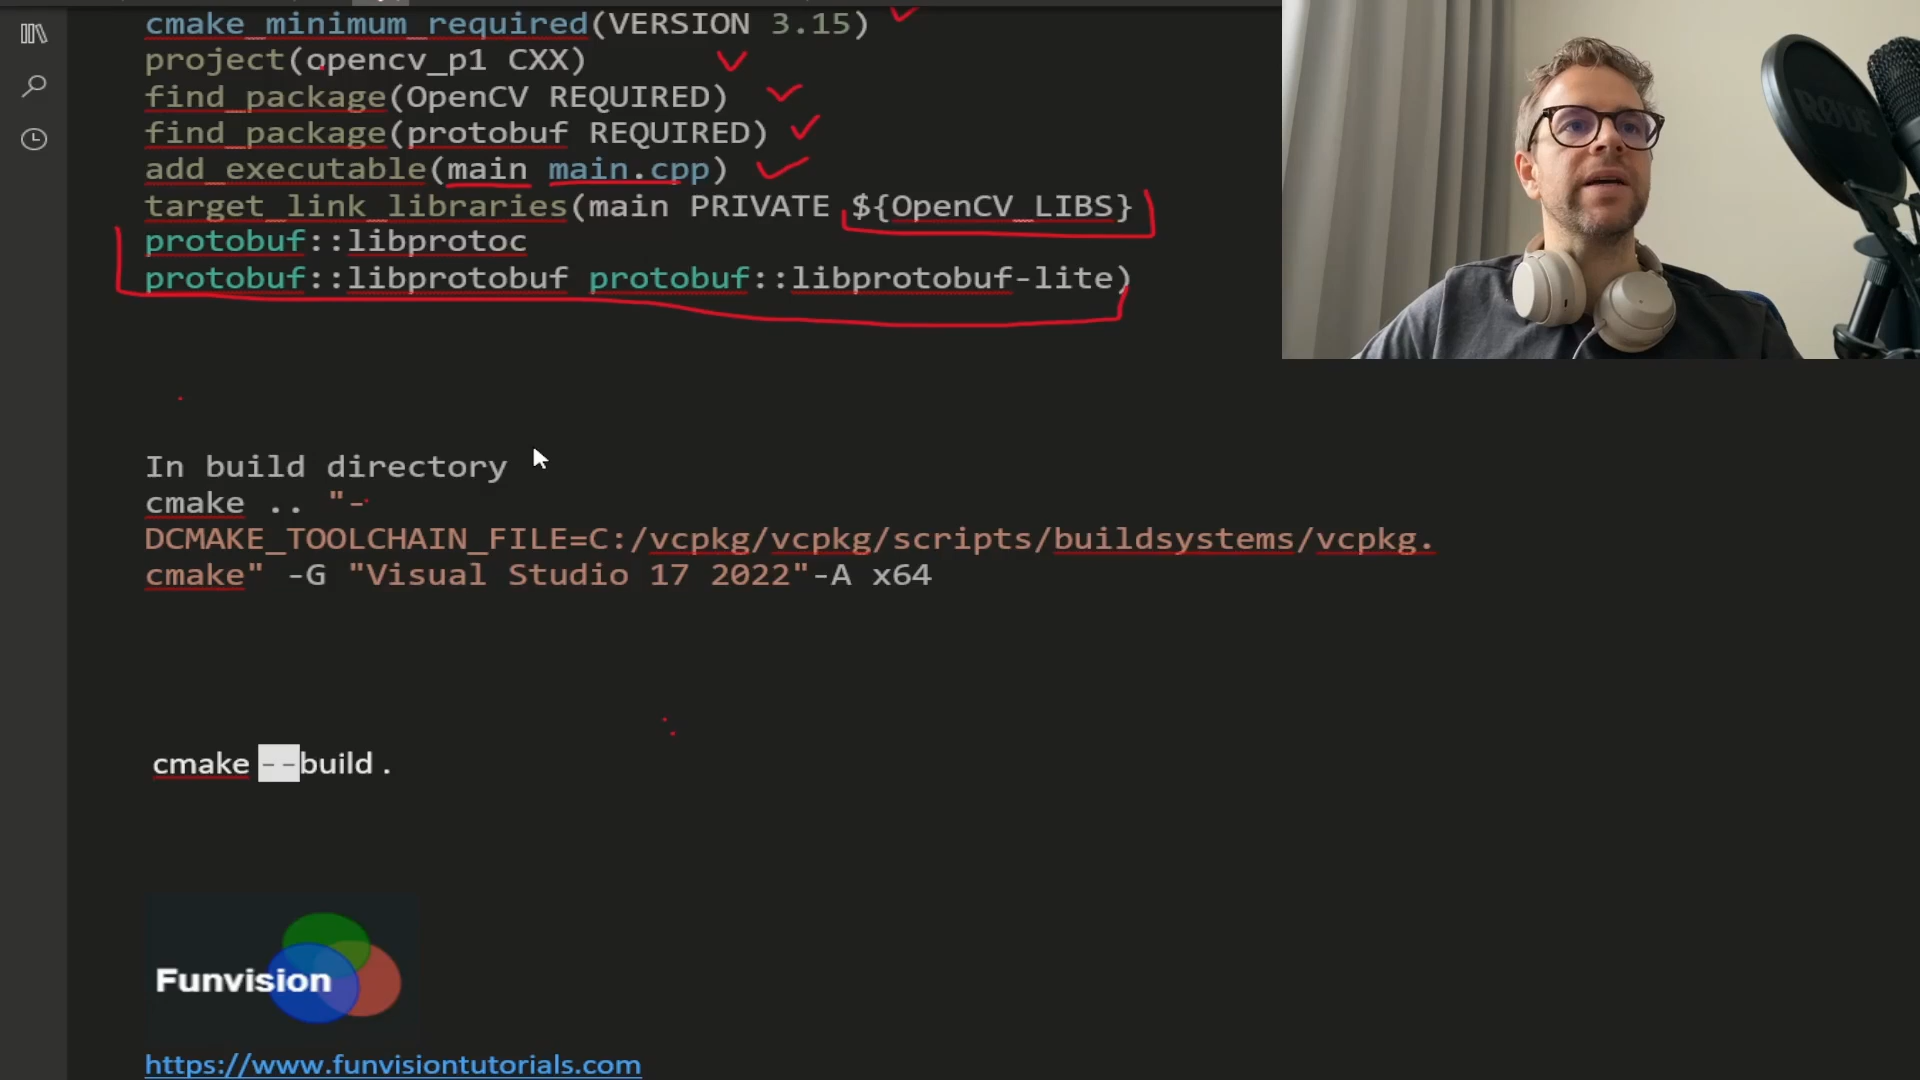 cmake_minimum_required(VERSION 3.15)
project(opencv_p1 CXX)
find_package(OpenCV REQUIRED)
find_package(protobuf REQUIRED)
add_executable(main main.cpp)
target_link_libraries(main PRIVATE ${OpenCV_LIBS}
protobuf::libprotoc
protobuf::libprotobuf protobuf::libprotobuf-lite)
RØDE
In build directory
cmake .. "-
DCMAKE_TOOLCHAIN_FILE=C:/vcpkg/vcpkg/scripts/buildsystems/vcpkg.
cmake" -G "Visual Studio 17 2022"-A x64
cmake --build .
Funvision
https://www.funvisiontutorials.com